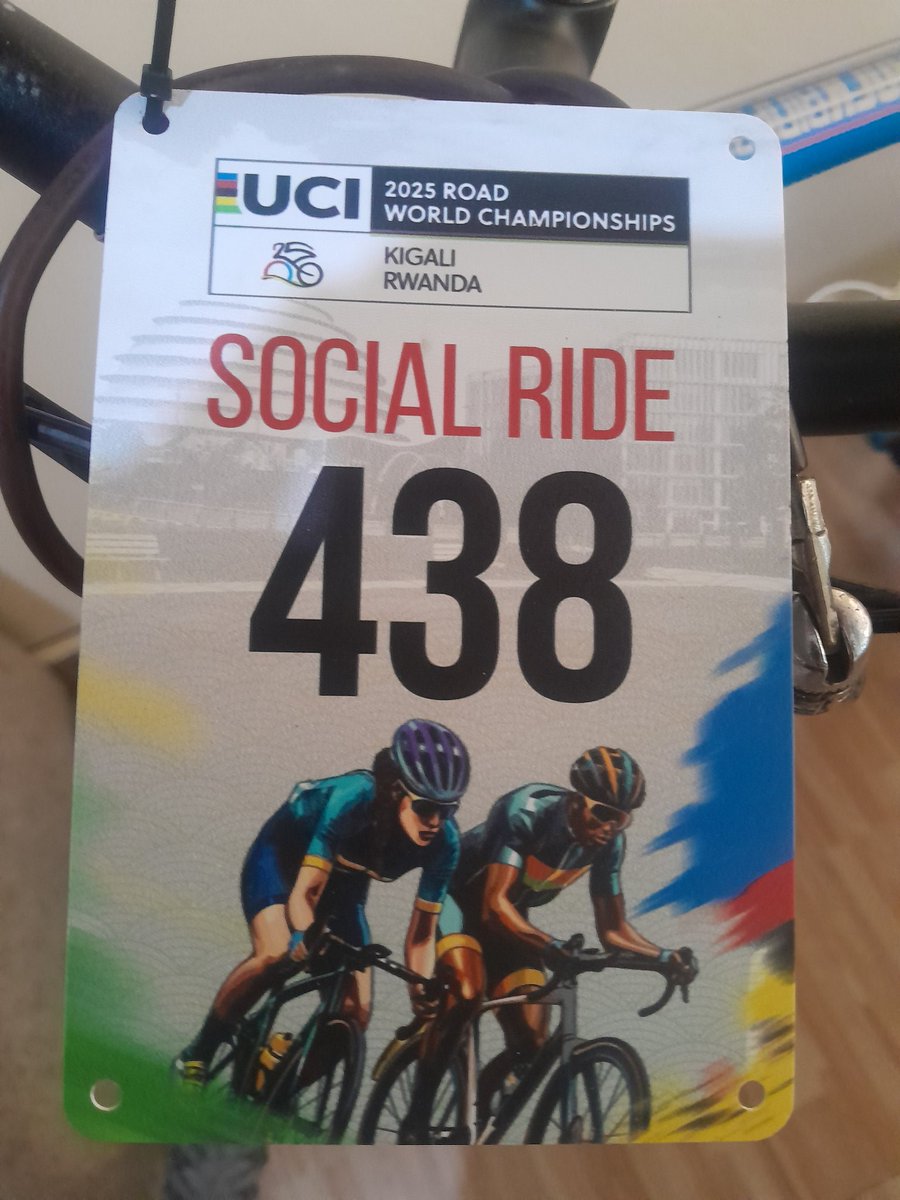 UCI
2025 ROAD
WORLD CHAMPIONSHIPS
KIGALI
RWANDA
SOCIAL RIDE
438